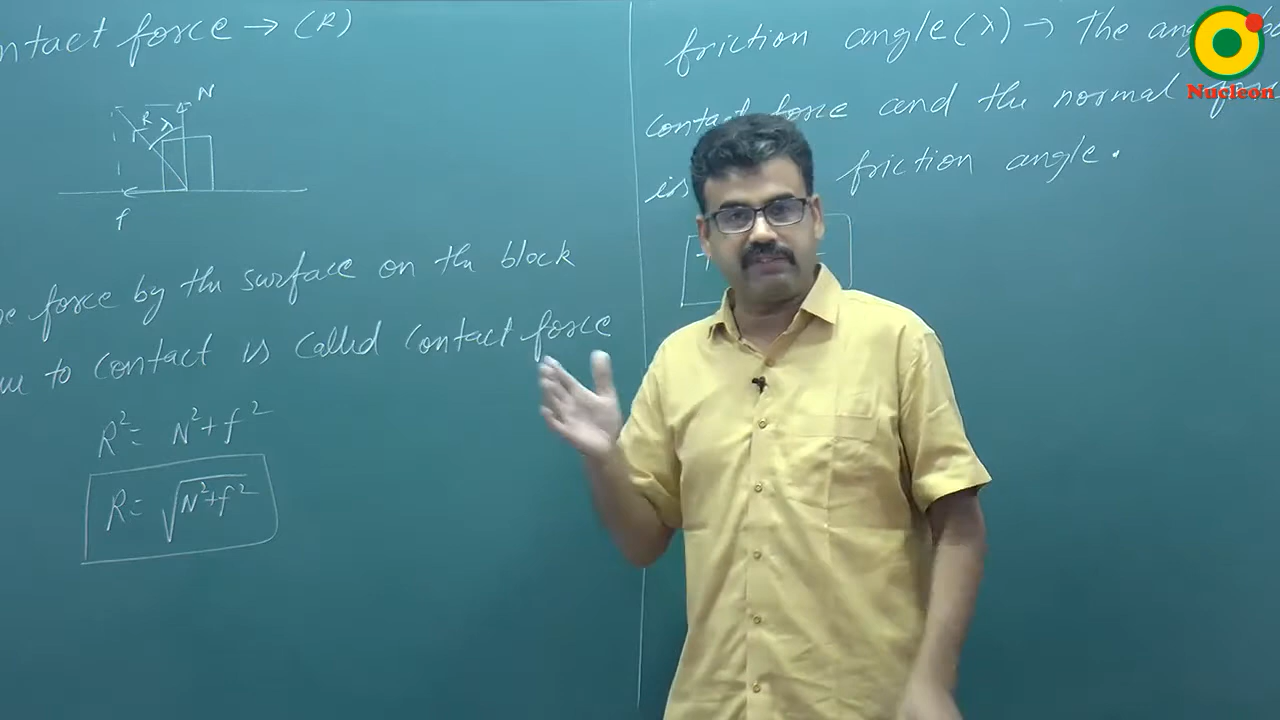 ntact force → (R)
N
R
λ
f
force by the surface on the block
to contact is called contact force
R² = N² + f²
R = √N²+f²
friction angle (λ) → The ang
contact force and the normal
is friction angle.
Nucleon